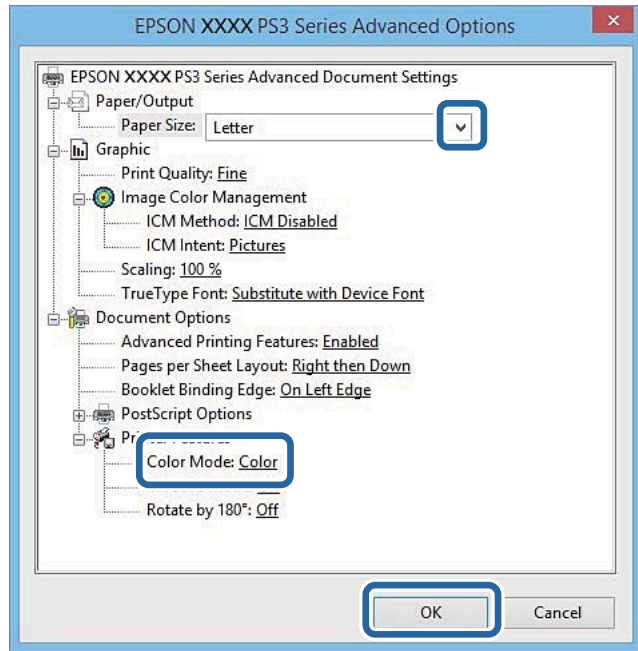 EPSON XXXX PS3 Series Advanced Options
EPSON XXXX PS3 Series Advanced Document Settings
Paper/Output
Paper Size: Letter
Graphic
Print Quality: Fine
Image Color Management
ICM Method: ICM Disabled
ICM Intent: Pictures
Scaling: 100 %
TrueType Font: Substitute with Device Font
Document Options
Advanced Printing Features: Enabled
Pages per Sheet Layout: Right then Down
Booklet Binding Edge: On Left Edge
PostScript Options
Color Mode: Color
Rotate by 180°: Off
OK
Cancel